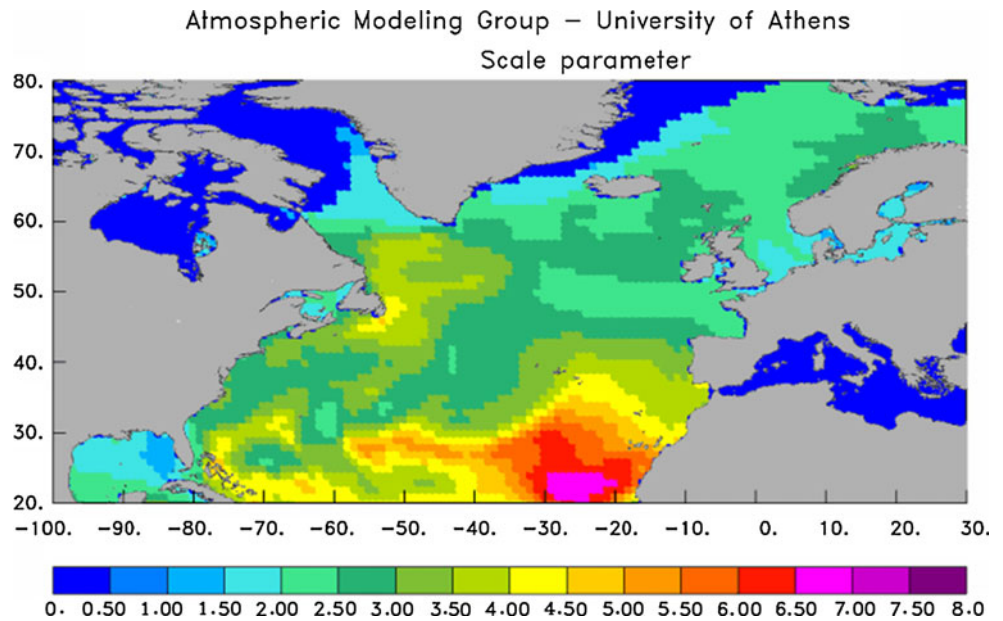 Atmospheric Modeling Group – University of Athens
Scale parameter
80.
70.
60.
50.
40.
30.
20.
-100. -90. -80. -70. -60. -50. -40. -30. -20. -10. 0. 10. 20. 30.
0. 0.50 1.00 1.50 2.00 2.50 3.00 3.50 4.00 4.50 5.00 5.50 6.00 6.50 7.00 7.50 8.0